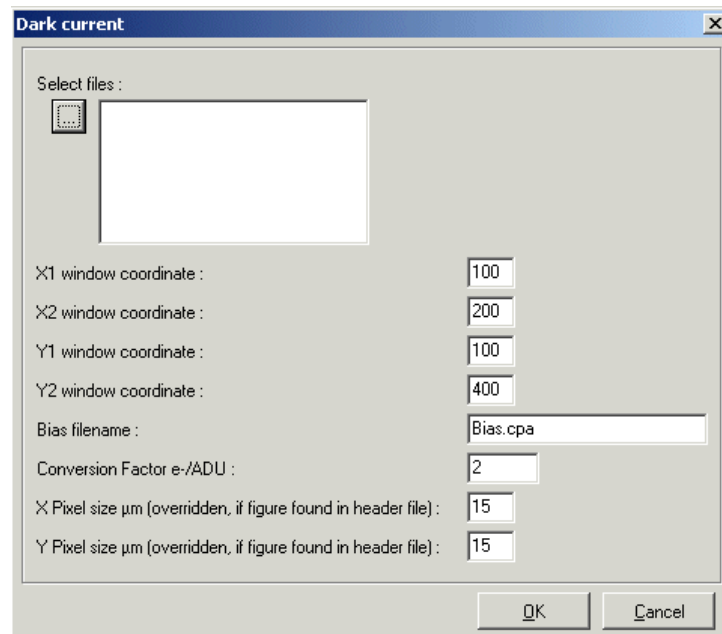 Dark current
Select files :
...
X1 window coordinate : 100
X2 window coordinate : 200
Y1 window coordinate : 100
Y2 window coordinate : 400
Bias filename : Bias.cpa
Conversion Factor e-/ADU : 2
X Pixel size µm (overridden, if figure found in header file) : 15
Y Pixel size µm (overridden, if figure found in header file) : 15
OK Cancel